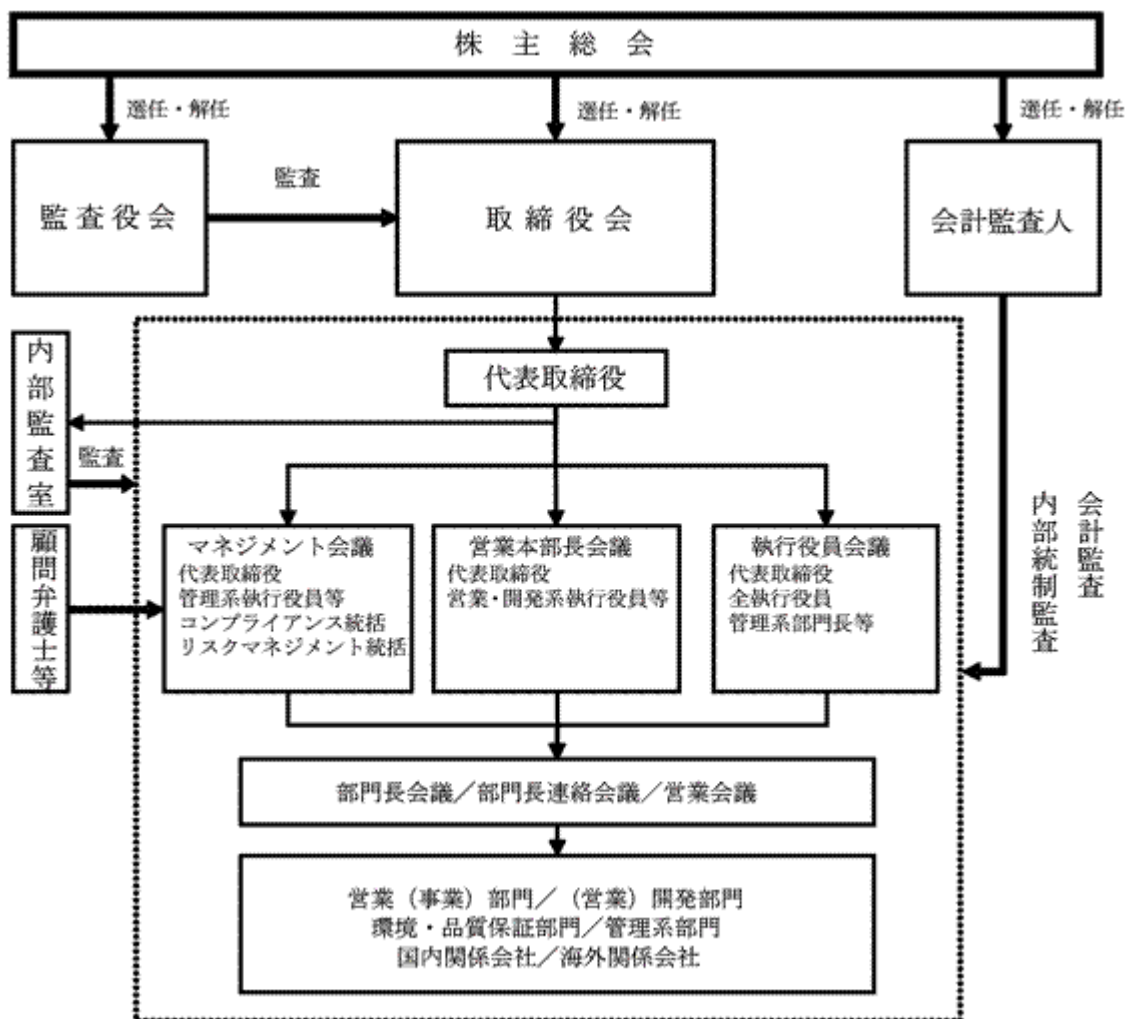 株主総会
選任・解任
選任・解任
選任・解任
監査役会
監査
取締役会
会計監査人
代表取締役
内部監査室
監査
顧問弁護士等
マネジメント会議
代表取締役
管理系執行役員等
コンプライアンス統括
リスクマネジメント統括
営業本部長会議
代表取締役
営業・開発系執行役員等
執行役員会議
代表取締役
全執行役員
管理系部門長等
会計監査
内部統制監査
部門長会議／部門長連絡会議／営業会議
営業（事業）部門／（営業）開発部門
環境・品質保証部門／管理系部門
国内関係会社／海外関係会社